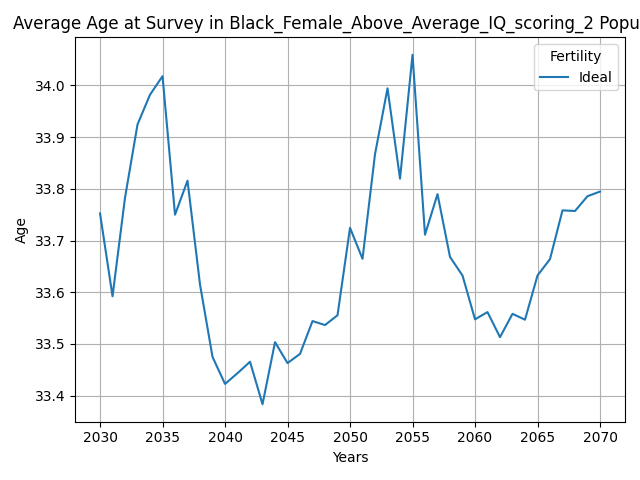 Average Age at Survey in Black_Female_Above_Average_IQ_scoring_2 Popu
Fertility
Ideal
34.0
33.9
33.8
33.7
33.6
33.5
33.4
Age
2030 2035 2040 2045 2050 2055 2060 2065 2070
Years